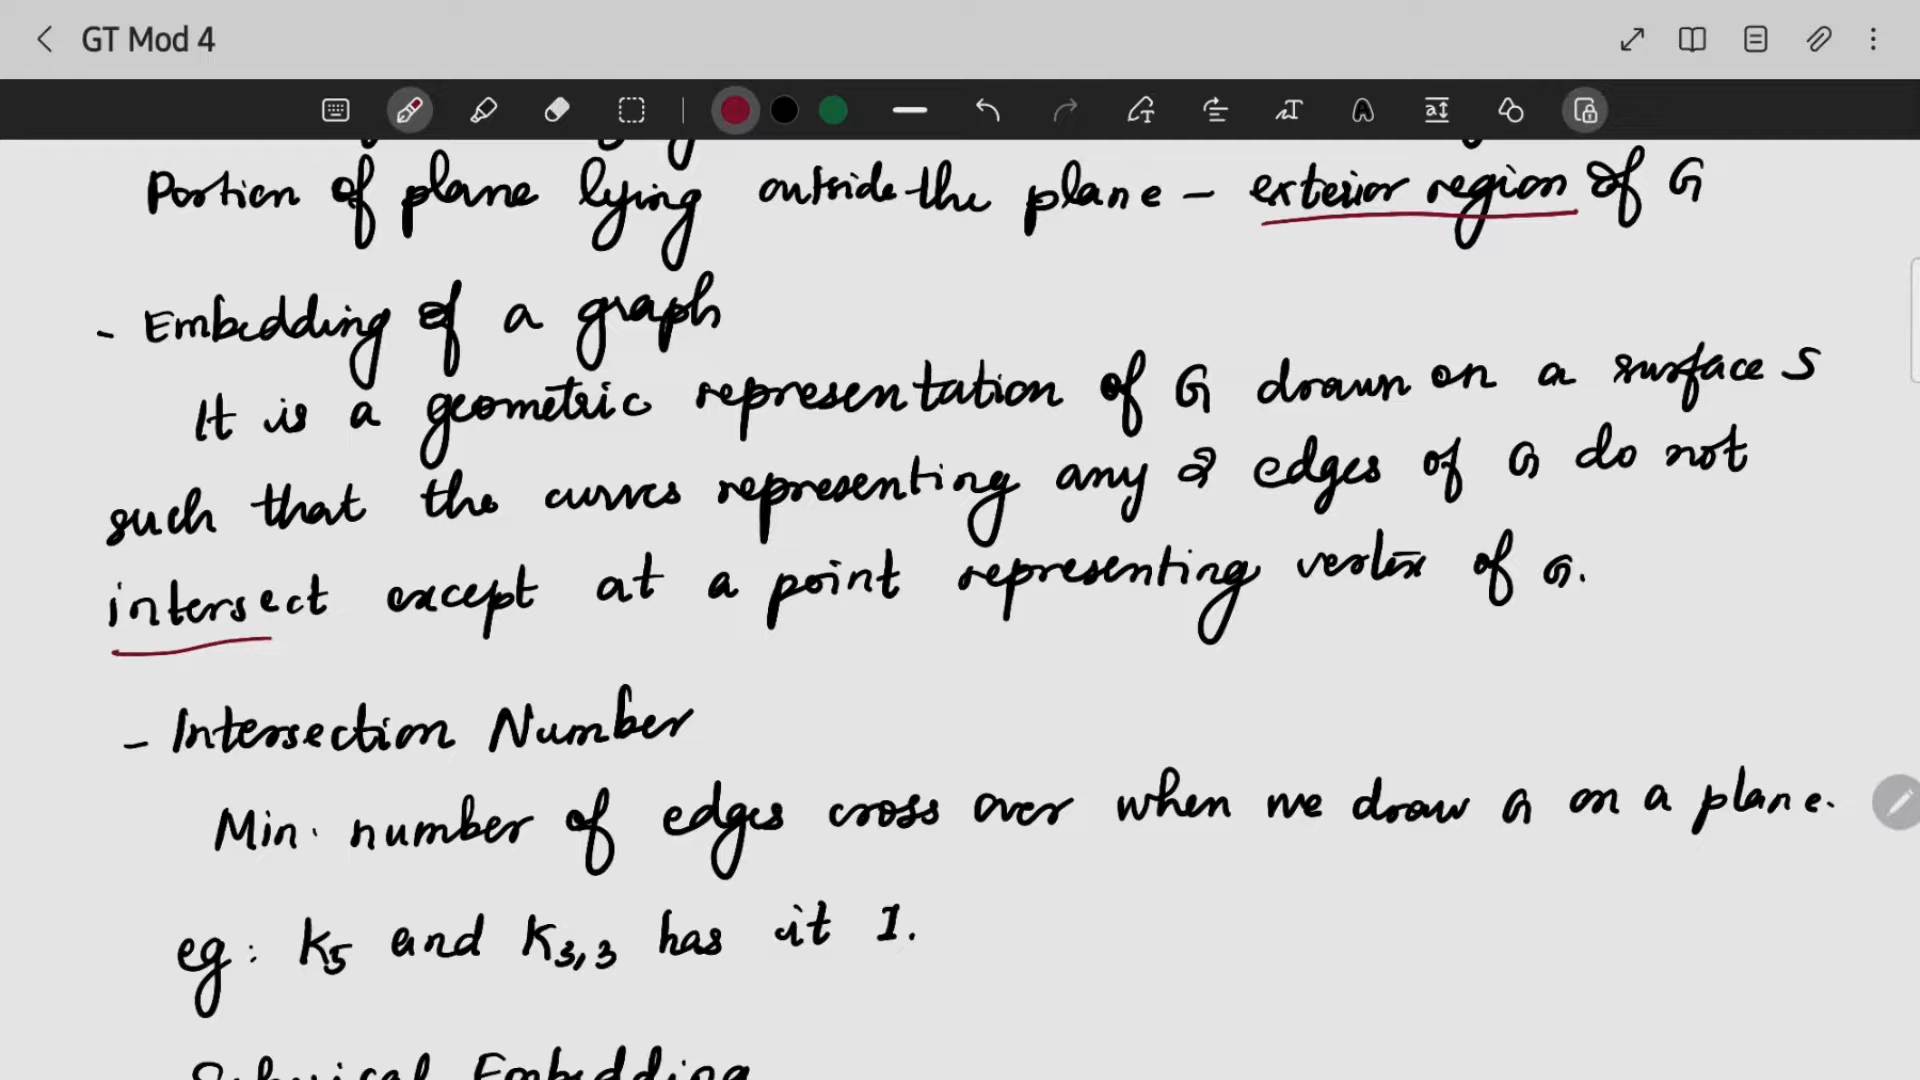 GT Mod 4
Portion of plane lying outside the plane - exterior region of G
- Embedding of a graph
It is a geometric representation of G drawn on a surface S
such that the curves representing any 2 edges of G do not
intersect except at a point representing vertex of G.
- Intersection Number
Min. number of edges cross over when we draw G on a plane.
eg: K5 and K3,3 has it 1.
Spherical Embedding